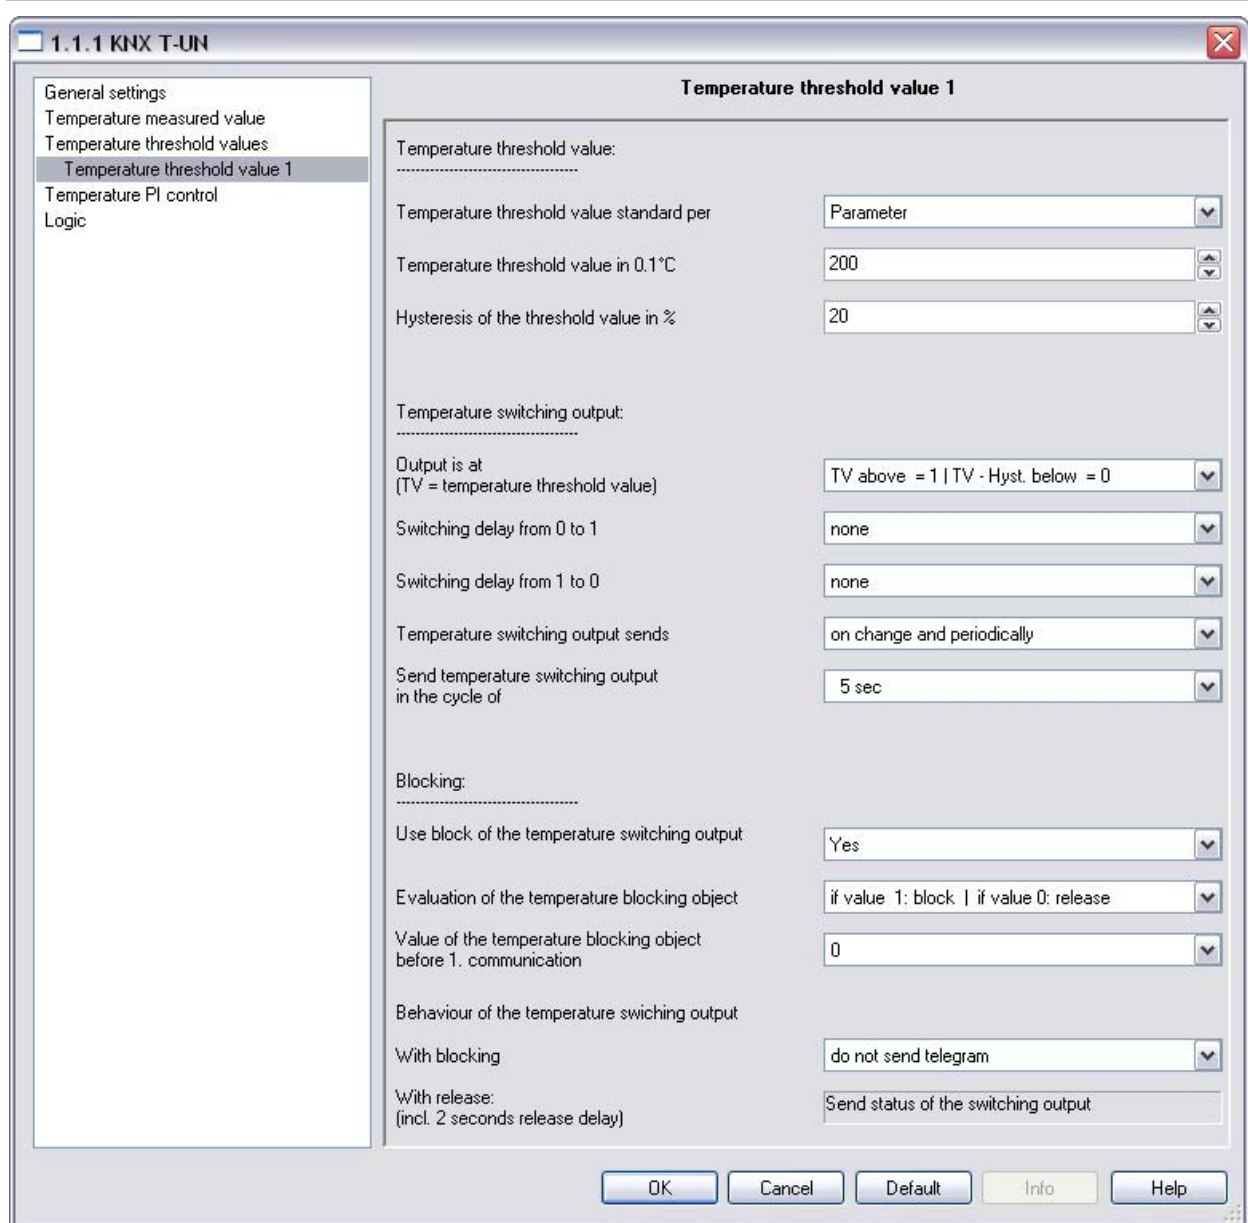 1.1.1 KNX T-UN
General settings
Temperature measured value
Temperature threshold values
Temperature threshold value 1
Temperature PI control
Logic
Temperature threshold value 1
Temperature threshold value:
--------------------------------------
Temperature threshold value standard per
Parameter
Temperature threshold value in 0.1°C
200
Hysteresis of the threshold value in %
20
Temperature switching output:
--------------------------------------
Output is at
(TV = temperature threshold value)
TV above = 1 | TV - Hyst. below = 0
Switching delay from 0 to 1
none
Switching delay from 1 to 0
none
Temperature switching output sends
on change and periodically
Send temperature switching output
in the cycle of
5 sec
Blocking:
--------------------------------------
Use block of the temperature switching output
Yes
Evaluation of the temperature blocking object
if value 1: block | if value 0: release
Value of the temperature blocking object
before 1. communication
0
Behaviour of the temperature swiching output
With blocking
do not send telegram
With release:
(incl. 2 seconds release delay)
Send status of the switching output
OK
Cancel
Default
Info
Help